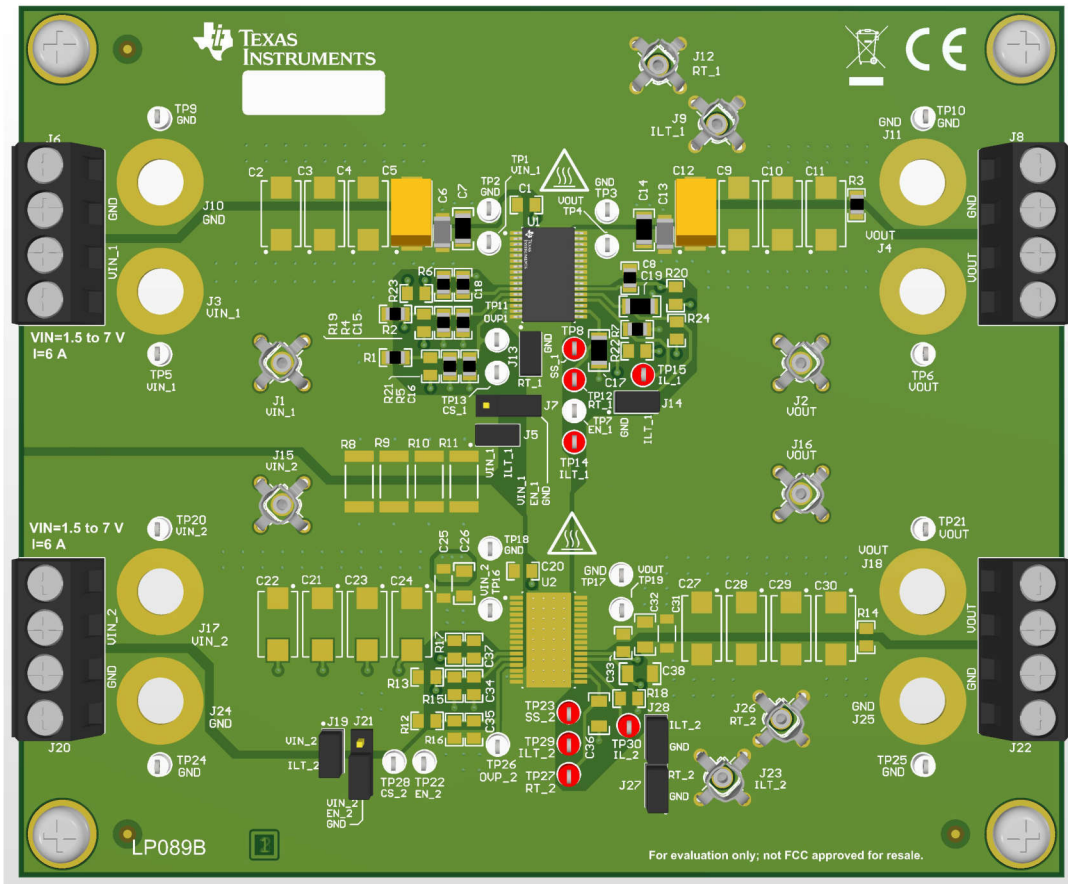 TEXAS
INSTRUMENTS
J12
RT_1
J9
ILT_1
TP9
GND
TP10
GND
GND
J11
J6
J8
TP1
VIN_1
TP2
GND
GND
TP3
VOUT
TP4
C2
C3
C4
C5
C6
C7
C1
U1
C14
C13
C12
C9
C10
C11
R3
GND
J10
GND
GND
VIN_1
VOUT
J4
J3
VIN_1
VIN=1.5 to 7 V
I=6 A
R6
R23
C18
R19
R4
C15
R2
TP11
OVP1
C8
C19
R20
R24
R7
R22
TP5
VIN_1
TP6
VOUT
R1
R21
R5
C16
J13
GND
RT_1
TP13
CS_1
TP8
SS_1
C17
TP15
IL_1
TP12
RT_1
J1
VIN_1
J2
VOUT
J7
J5
TP7
EN_1
J14
GND
ILT_1
TP14
ILT_1
VIN_1
ILT_1
VIN_1
EN_1
GND
R8
R9
R10
R11
J15
VIN_2
J16
VOUT
VIN=1.5 to 7 V
I=6 A
TP20
VIN_2
TP21
VOUT
C25
C26
TP18
GND
C20
U2
VIN_2
TP16
GND
TP17
VOUT
TP19
VOUT
J18
C22
C21
C23
C24
C32
C31
C27
C28
C29
C30
R14
VIN_2
GND
J17
VIN_2
VOUT
GND
R17
C37
R13
R15
C34
C33
C38
R18
R12
R16
C35
C36
J24
GND
J26
RT_2
GND
J25
J20
J22
TP24
GND
TP25
GND
J19
J21
VIN_2
ILT_2
VIN_2
EN_2
GND
TP28
CS_2
TP22
EN_2
TP26
OVP_2
TP23
SS_2
TP29
ILT_2
TP27
RT_2
TP30
IL_2
J28
ILT_2
GND
J27
RT_2
GND
J23
ILT_2
LP089B
1
For evaluation only; not FCC approved for resale.